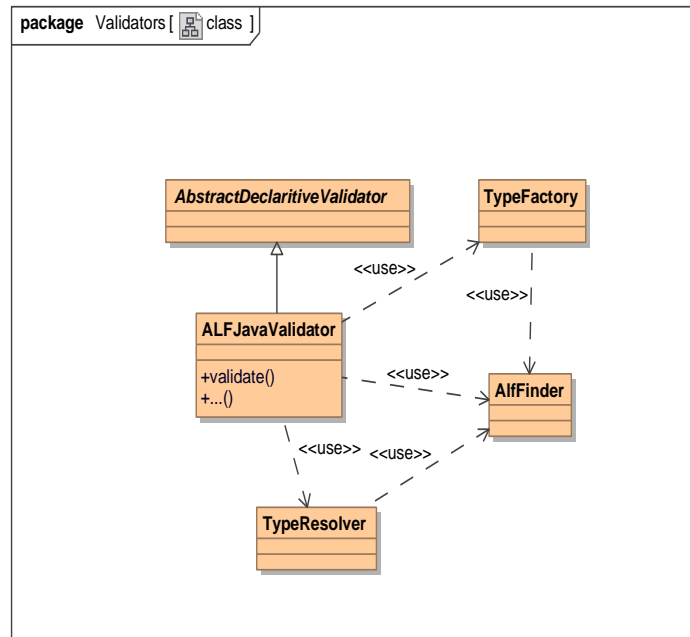 package Validators [ class ]
AbstractDeclaritiveValidator
TypeFactory
<<use>>
<<use>>
ALFJavaValidator
+validate()
+...()
<<use>>
AlfFinder
<<use>>
<<use>>
TypeResolver